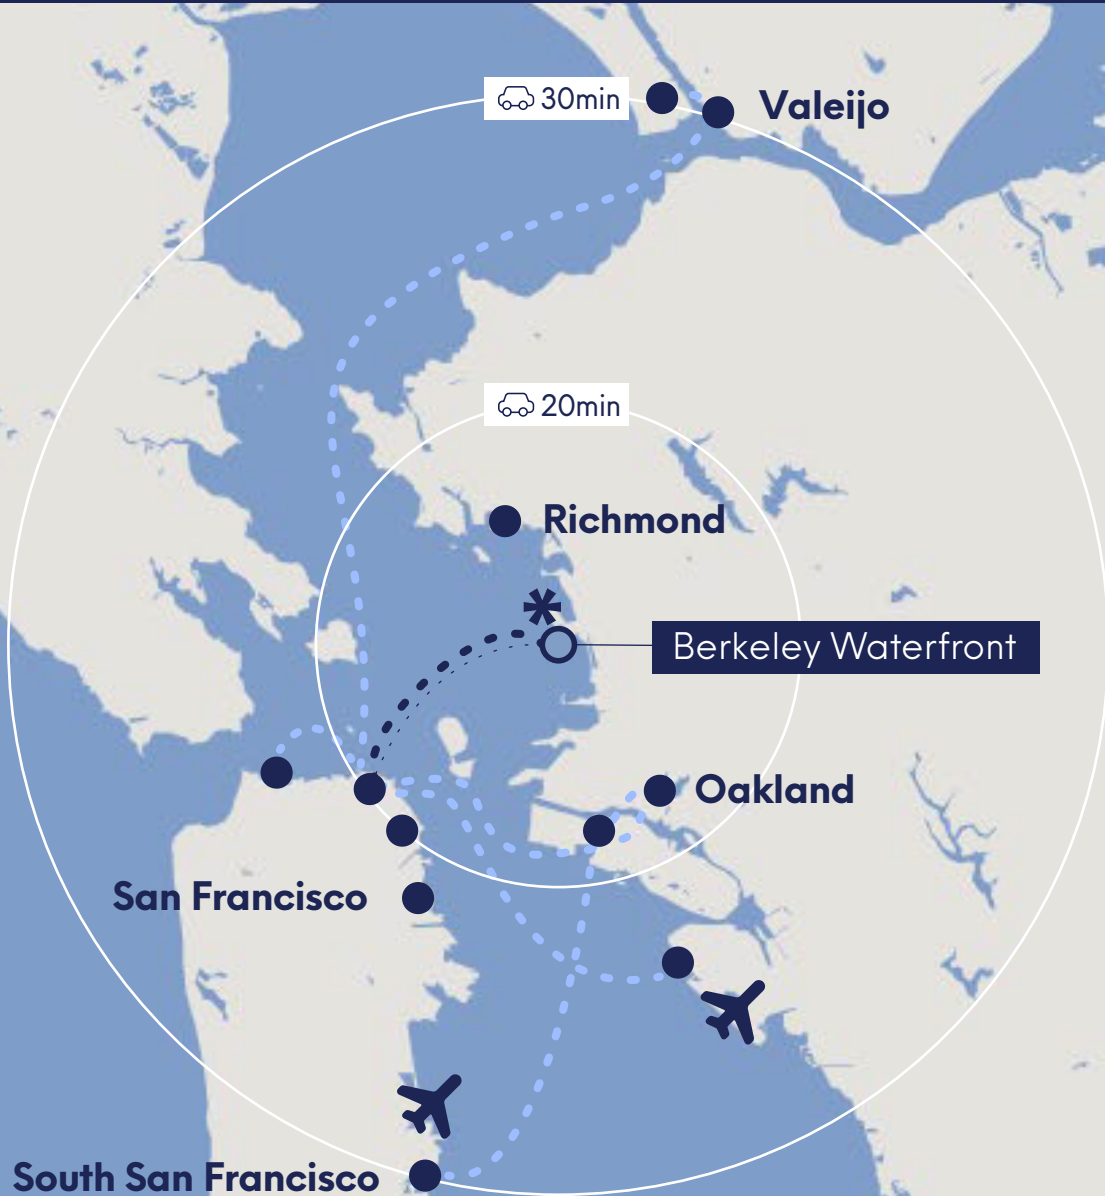 30min
Valeijo
20min
Richmond
Berkeley Waterfront
Oakland
San Francisco
South San Francisco